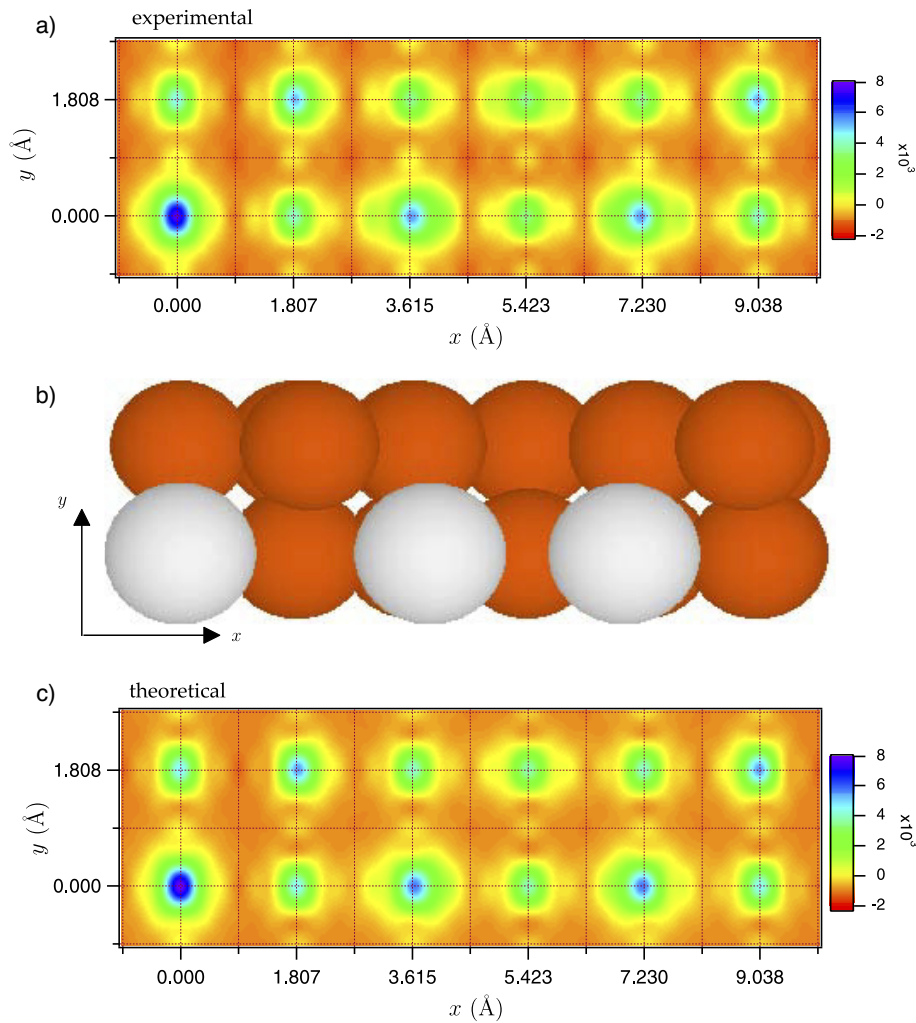 a)
experimental
y (Å)
1.808
0.000
0.000 1.807 3.615 5.423 7.230 9.038
x (Å)
8
6
4
2
0
-2
x10³
b)
y
x
c)
theoretical
y (Å)
1.808
0.000
0.000 1.807 3.615 5.423 7.230 9.038
x (Å)
8
6
4
2
0
-2
x10³